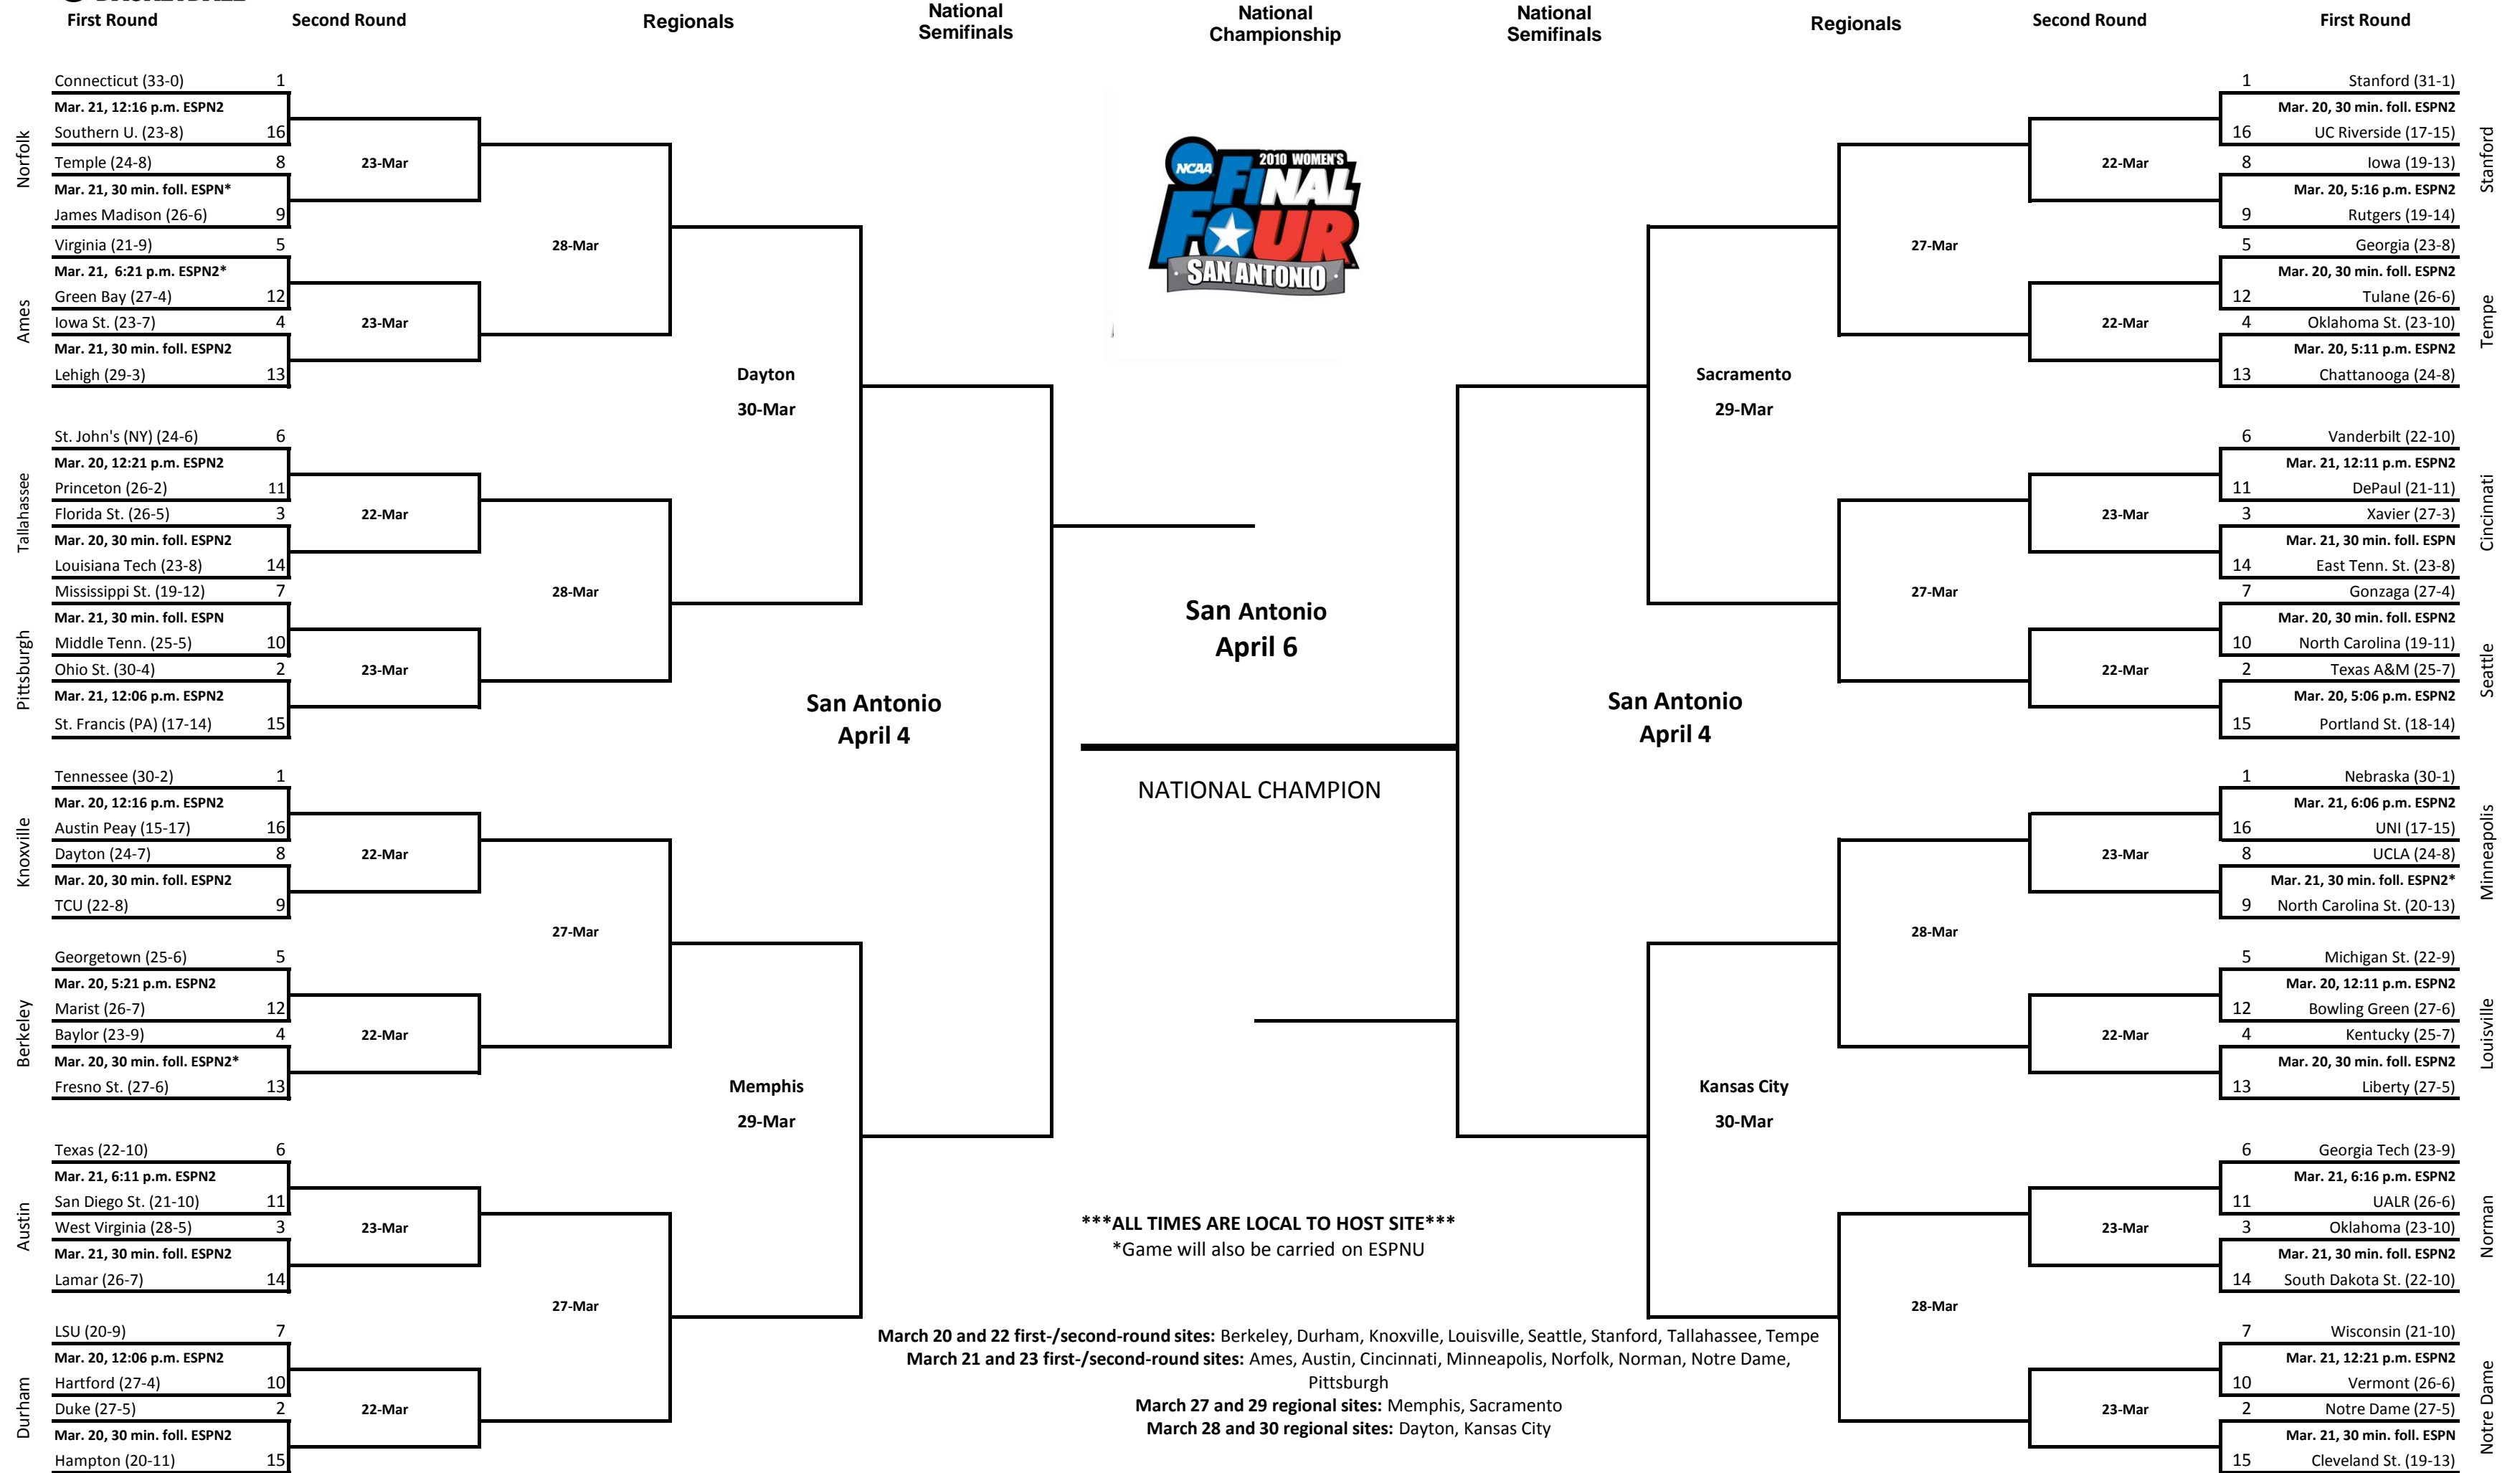 First Round
Second Round
Regionals
National
Semifinals
National
Championship
National
Semifinals
Regionals
Second Round
First Round
Norfolk
Connecticut (33-0) 1
Mar. 21, 12:16 p.m. ESPN2
Southern U. (23-8) 16
23-Mar
Temple (24-8) 8
Mar. 21, 30 min. foll. ESPN*
James Madison (26-6) 9
28-Mar
Ames
Virginia (21-9) 5
Mar. 21, 6:21 p.m. ESPN2*
Green Bay (27-4) 12
23-Mar
Iowa St. (23-7) 4
Mar. 21, 30 min. foll. ESPN2
Lehigh (29-3) 13
Dayton
30-Mar
Tallahassee
St. John's (NY) (24-6) 6
Mar. 20, 12:21 p.m. ESPN2
Princeton (26-2) 11
22-Mar
Florida St. (26-5) 3
Mar. 20, 30 min. foll. ESPN2
Louisiana Tech (23-8) 14
28-Mar
Pittsburgh
Mississippi St. (19-12) 7
Mar. 21, 30 min. foll. ESPN
Middle Tenn. (25-5) 10
23-Mar
Ohio St. (30-4) 2
Mar. 21, 12:06 p.m. ESPN2
St. Francis (PA) (17-14) 15
San Antonio
April 4
Knoxville
Tennessee (30-2) 1
Mar. 20, 12:16 p.m. ESPN2
Austin Peay (15-17) 16
22-Mar
Dayton (24-7) 8
Mar. 20, 30 min. foll. ESPN2
TCU (22-8) 9
27-Mar
Berkeley
Georgetown (25-6) 5
Mar. 20, 5:21 p.m. ESPN2
Marist (26-7) 12
22-Mar
Baylor (23-9) 4
Mar. 20, 30 min. foll. ESPN2*
Fresno St. (27-6) 13
Memphis
29-Mar
Austin
Texas (22-10) 6
Mar. 21, 6:11 p.m. ESPN2
San Diego St. (21-10) 11
23-Mar
West Virginia (28-5) 3
Mar. 21, 30 min. foll. ESPN2
Lamar (26-7) 14
27-Mar
Durham
LSU (20-9) 7
Mar. 20, 12:06 p.m. ESPN2
Hartford (27-4) 10
22-Mar
Duke (27-5) 2
Mar. 20, 30 min. foll. ESPN2
Hampton (20-11) 15
NCAA
2010 WOMEN'S
FINAL
FOUR
SAN ANTONIO
San Antonio
April 6
NATIONAL CHAMPION
***ALL TIMES ARE LOCAL TO HOST SITE***
*Game will also be carried on ESPNU
March 20 and 22 first-/second-round sites: Berkeley, Durham, Knoxville, Louisville, Seattle, Stanford, Tallahassee, Tempe
March 21 and 23 first-/second-round sites: Ames, Austin, Cincinnati, Minneapolis, Norfolk, Norman, Notre Dame,
Pittsburgh
March 27 and 29 regional sites: Memphis, Sacramento
March 28 and 30 regional sites: Dayton, Kansas City
Stanford
1 Stanford (31-1)
Mar. 20, 30 min. foll. ESPN2
16 UC Riverside (17-15)
22-Mar
8 Iowa (19-13)
Mar. 20, 5:16 p.m. ESPN2
9 Rutgers (19-14)
27-Mar
Tempe
5 Georgia (23-8)
Mar. 20, 30 min. foll. ESPN2
12 Tulane (26-6)
22-Mar
4 Oklahoma St. (23-10)
Mar. 20, 5:11 p.m. ESPN2
13 Chattanooga (24-8)
Sacramento
29-Mar
Cincinnati
6 Vanderbilt (22-10)
Mar. 21, 12:11 p.m. ESPN2
11 DePaul (21-11)
23-Mar
3 Xavier (27-3)
Mar. 21, 30 min. foll. ESPN
14 East Tenn. St. (23-8)
27-Mar
Seattle
7 Gonzaga (27-4)
Mar. 20, 30 min. foll. ESPN2
10 North Carolina (19-11)
22-Mar
2 Texas A&M (25-7)
Mar. 20, 5:06 p.m. ESPN2
15 Portland St. (18-14)
San Antonio
April 4
Minneapolis
1 Nebraska (30-1)
Mar. 21, 6:06 p.m. ESPN2
16 UNI (17-15)
23-Mar
8 UCLA (24-8)
Mar. 21, 30 min. foll. ESPN2*
9 North Carolina St. (20-13)
28-Mar
Louisville
5 Michigan St. (22-9)
Mar. 20, 12:11 p.m. ESPN2
12 Bowling Green (27-6)
22-Mar
4 Kentucky (25-7)
Mar. 20, 30 min. foll. ESPN2
13 Liberty (27-5)
Kansas City
30-Mar
Norman
6 Georgia Tech (23-9)
Mar. 21, 6:16 p.m. ESPN2
11 UALR (26-6)
23-Mar
3 Oklahoma (23-10)
Mar. 21, 30 min. foll. ESPN2
14 South Dakota St. (22-10)
28-Mar
Notre Dame
7 Wisconsin (21-10)
Mar. 21, 12:21 p.m. ESPN2
10 Vermont (26-6)
23-Mar
2 Notre Dame (27-5)
Mar. 21, 30 min. foll. ESPN
15 Cleveland St. (19-13)